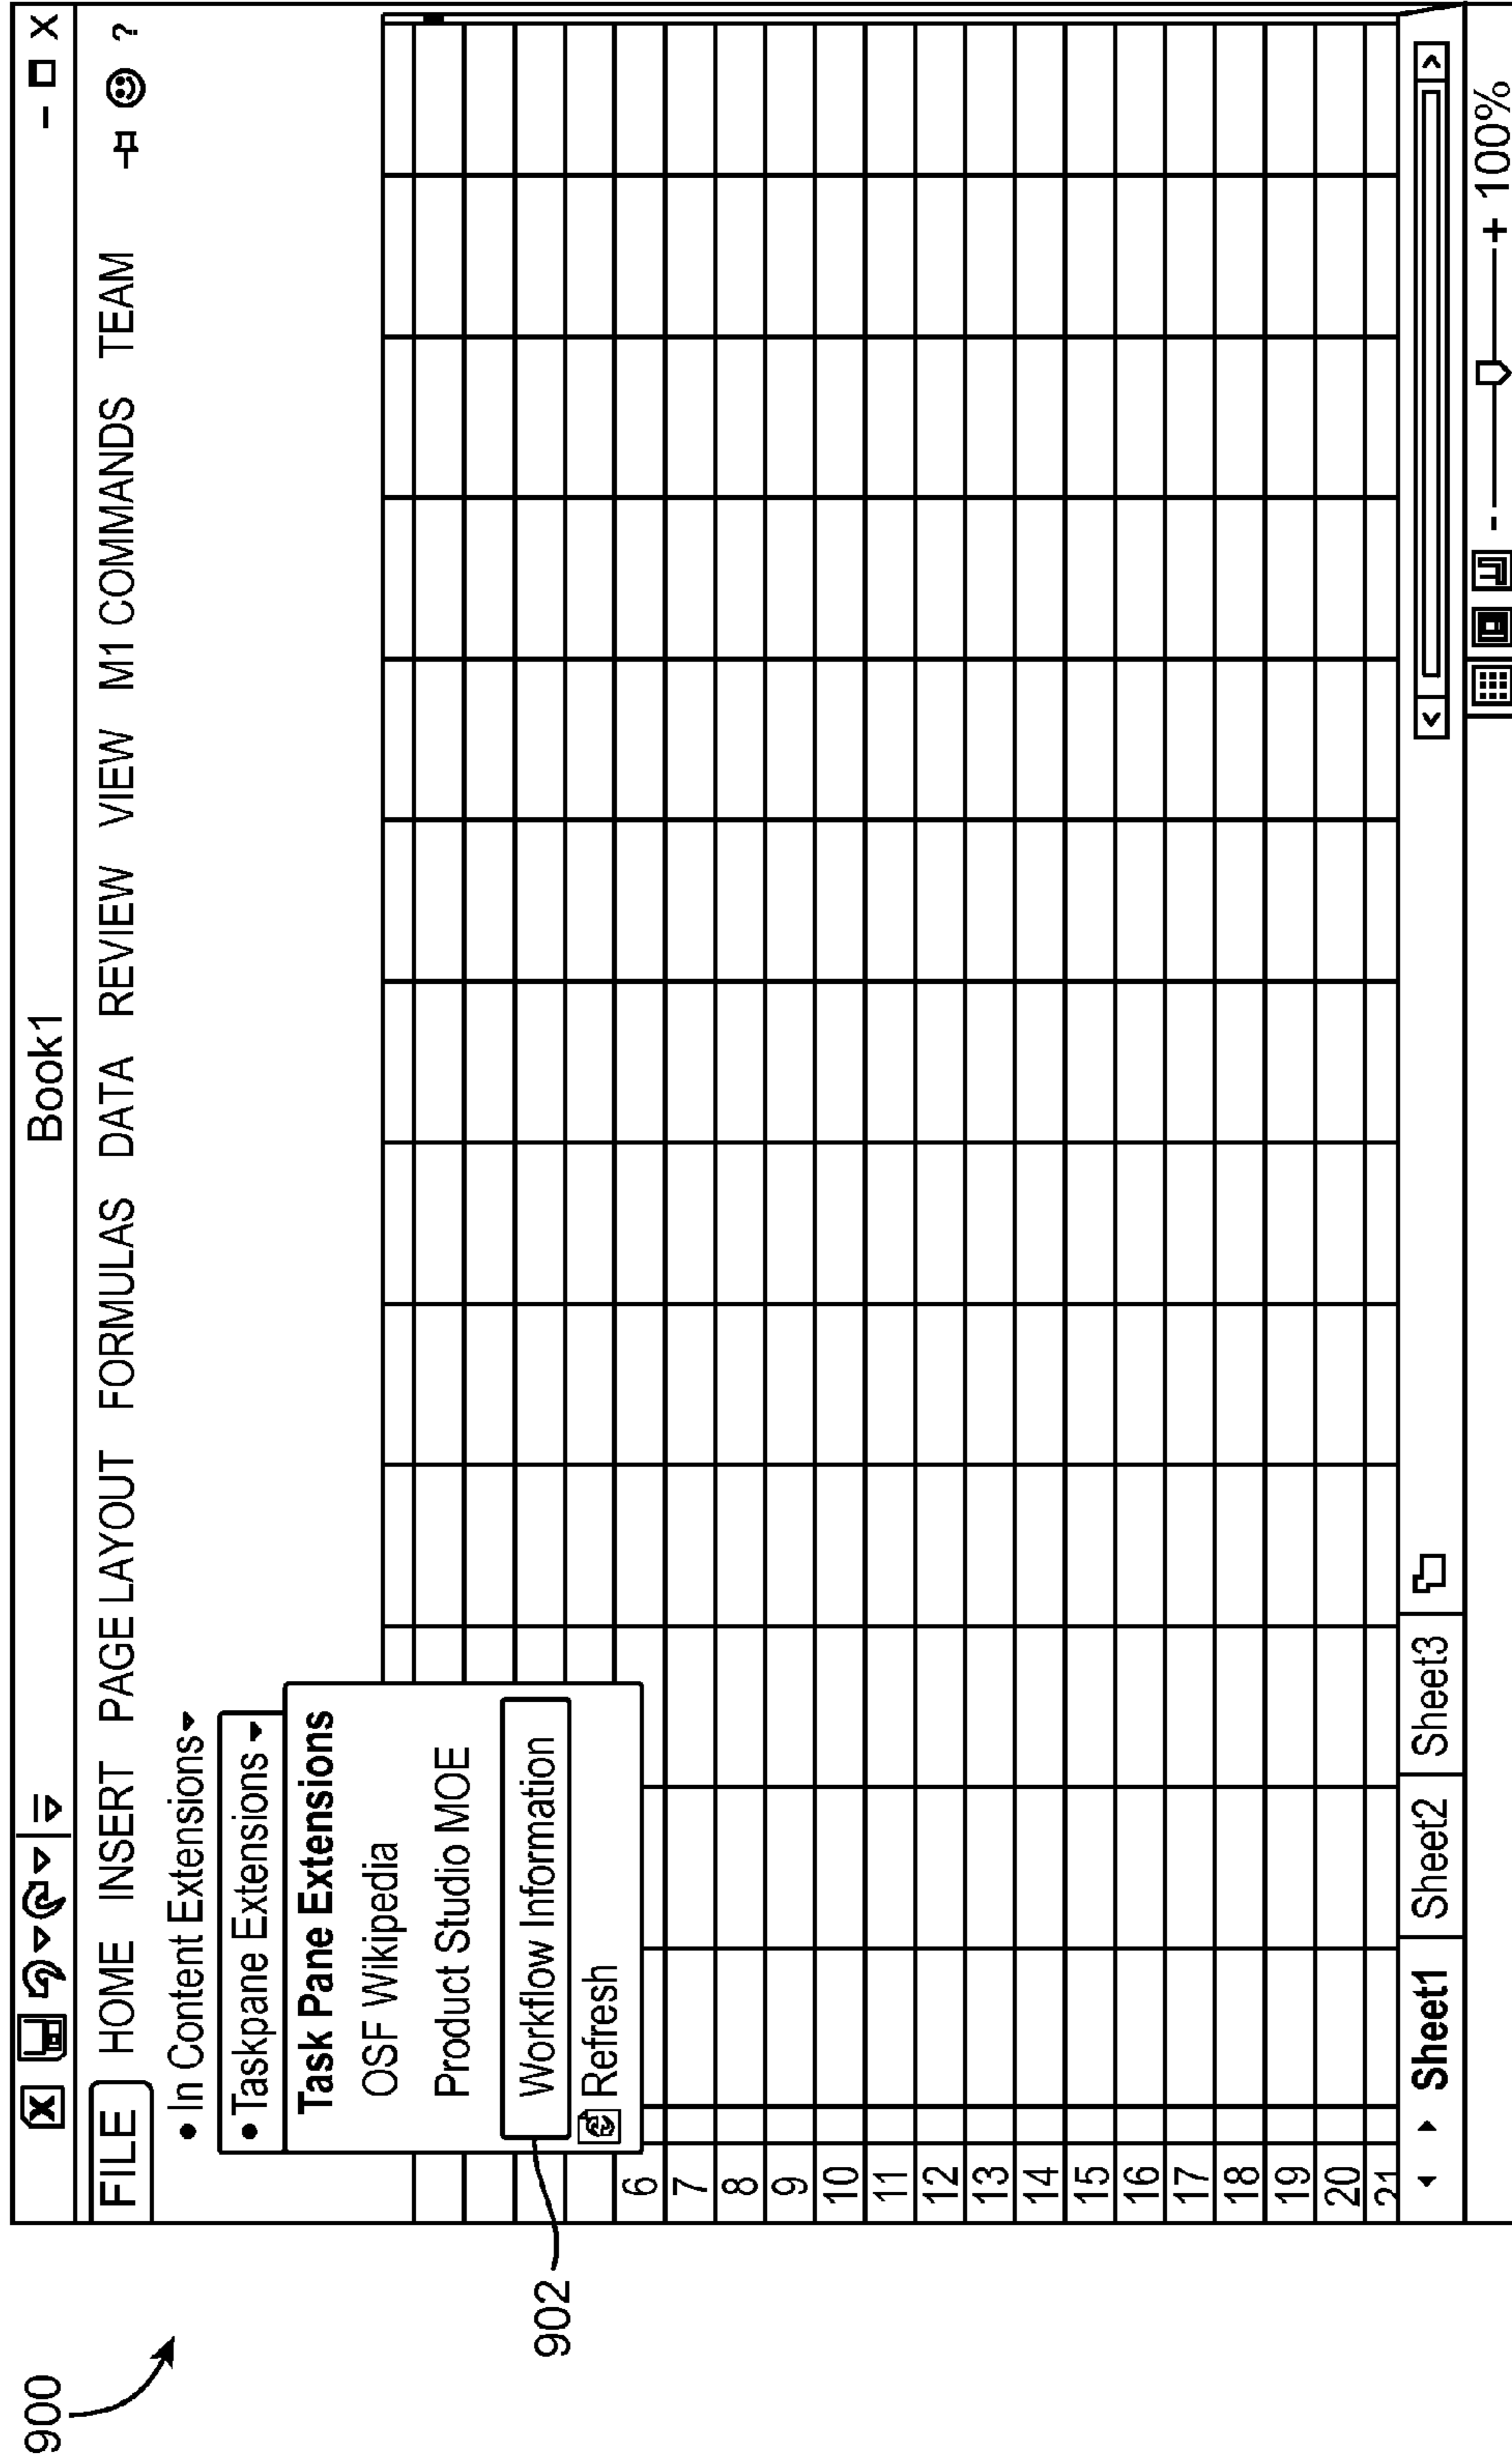 900
Book1
- X
FILE HOME INSERT PAGE LAYOUT FORMULAS DATA REVIEW VIEW M1 COMMANDS TEAM ?
• In Content Extensions
• Taskpane Extensions
Task Pane Extensions
OSF Wikipedia
Product Studio MOE
Workflow Information
902
Refresh
6
7
8
9
10
11
12
13
14
15
16
17
18
19
20
21
Sheet1 Sheet2 Sheet3
- + 100%